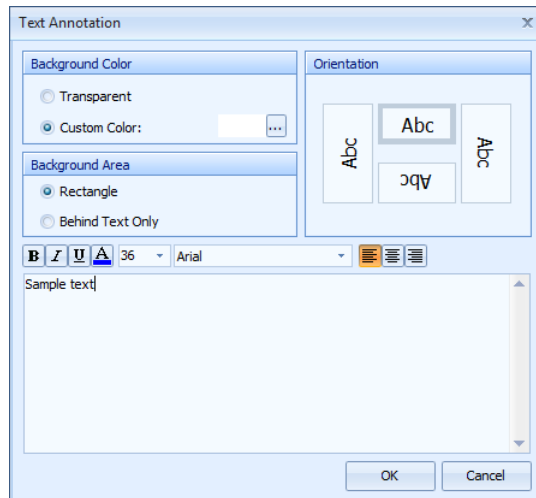 Text Annotation
Background Color
Transparent
Custom Color:
...
Background Area
Rectangle
Behind Text Only
Orientation
Abc
Abc
Abc
Abc
B I U A 36 Arial
Sample text
OK Cancel